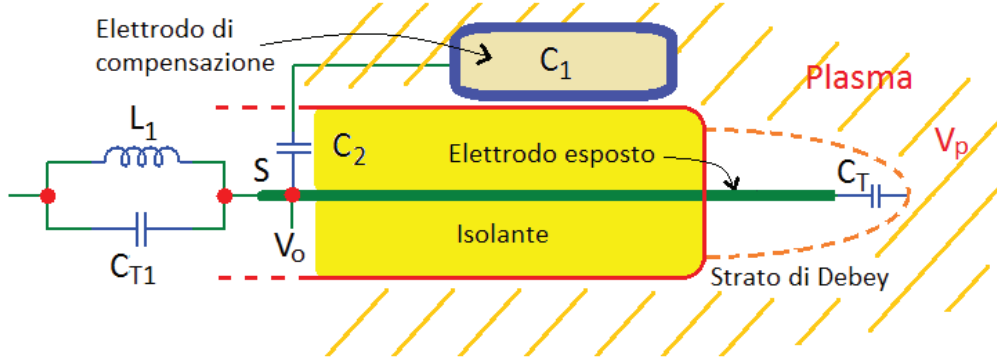 Elettrodo di
compensazione
C1
Plasma
L1
C2
Elettrodo esposto
CT
Vp
S
Vo
Isolante
CT1
Strato di Debey